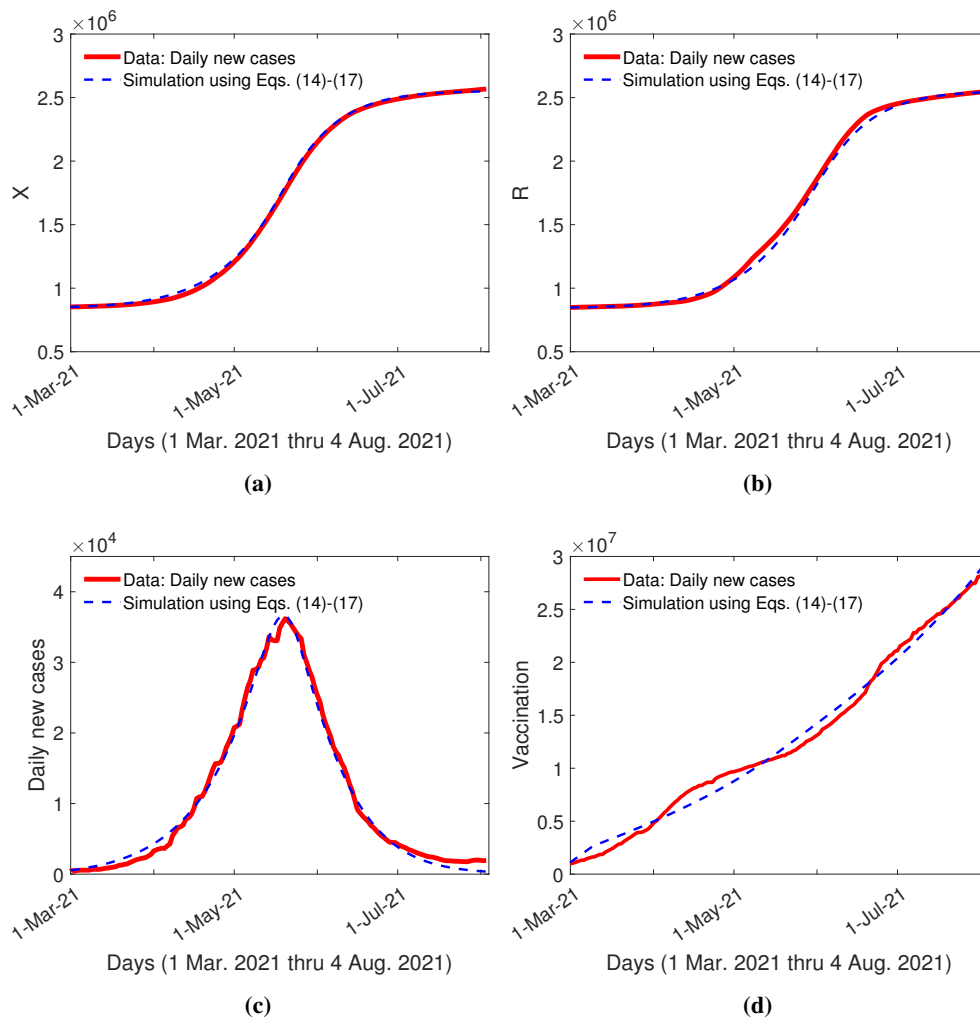 ×10^6
3
2.5
2
1.5
1
0.5
X
Data: Daily new cases
Simulation using Eqs. (14)-(17)
1-Mar-21
1-May-21
1-Jul-21
Days (1 Mar. 2021 thru 4 Aug. 2021)
(a)
×10^6
3
2.5
2
1.5
1
0.5
R
Data: Daily new cases
Simulation using Eqs. (14)-(17)
1-Mar-21
1-May-21
1-Jul-21
Days (1 Mar. 2021 thru 4 Aug. 2021)
(b)
×10^4
4
3
2
1
0
Daily new cases
Data: Daily new cases
Simulation using Eqs. (14)-(17)
1-Mar-21
1-May-21
1-Jul-21
Days (1 Mar. 2021 thru 4 Aug. 2021)
(c)
×10^7
3
2.5
2
1.5
1
0.5
0
Vaccination
Data: Daily new cases
Simulation using Eqs. (14)-(17)
1-Mar-21
1-May-21
1-Jul-21
Days (1 Mar. 2021 thru 4 Aug. 2021)
(d)